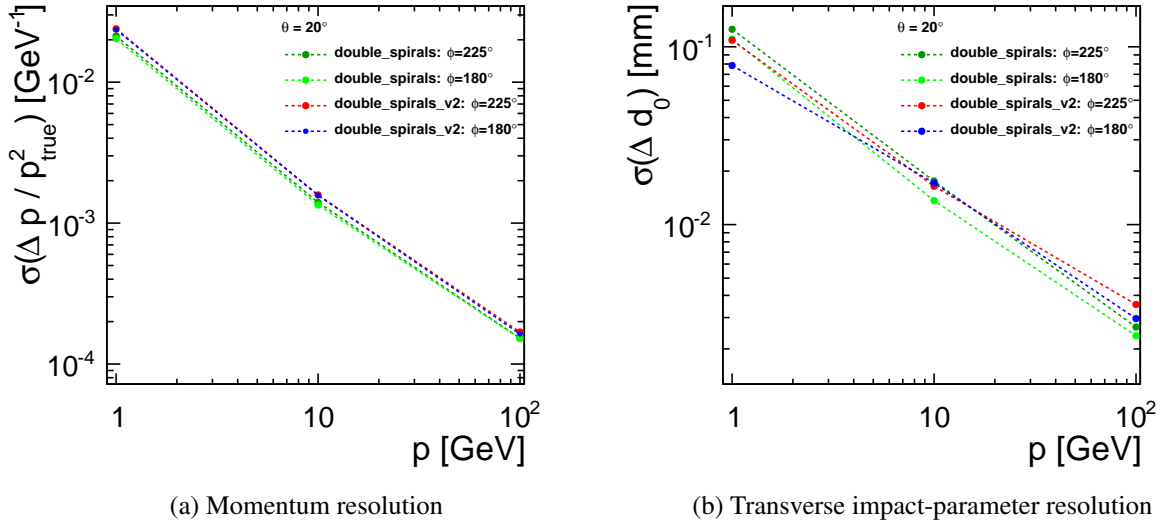 σ(Δ p / p²true) [GeV⁻¹]
10⁻²
10⁻³
10⁻⁴
θ = 20°
double_spirals: ϕ=225°
double_spirals: ϕ=180°
double_spirals_v2: ϕ=225°
double_spirals_v2: ϕ=180°
1
10
10²
p [GeV]
(a) Momentum resolution
σ(Δ d₀) [mm]
10⁻¹
10⁻²
θ = 20°
double_spirals: ϕ=225°
double_spirals: ϕ=180°
double_spirals_v2: ϕ=225°
double_spirals_v2: ϕ=180°
1
10
10²
p [GeV]
(b) Transverse impact-parameter resolution